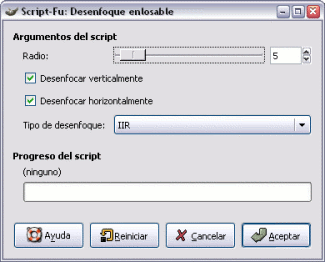 Script-Fu: Desenfoque enlosable
Argumentos del script
Radio: 5
Desenfocar verticalmente
Desenfocar horizontalmente
Tipo de desenfoque: IIR
Progreso del script
(ninguno)
Ayuda Reiniciar Cancelar Aceptar